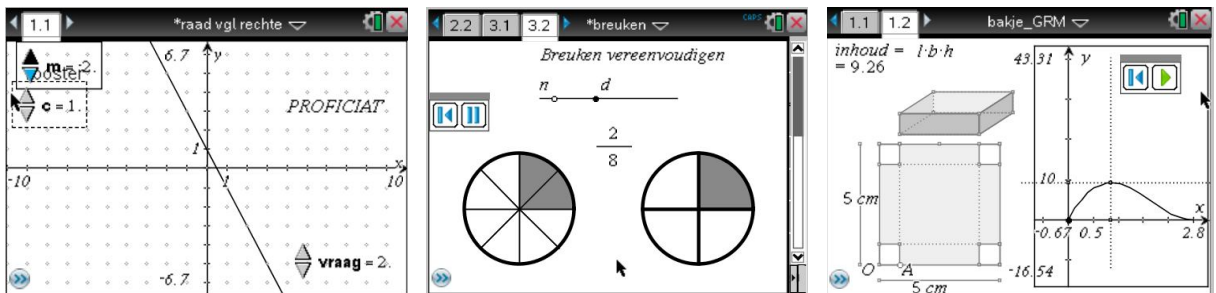 1.1 *raad vgl rechte
6.7 y
m = -2.
c = 1.
PROFICIAT
1
x
-10 1 10
vraag = 2.
-6.7
2.2 3.1 3.2 *breuken CAPS
Breuken vereenvoudigen
n d
2
8
1.1 1.2 bakje_GRM
inhoud = l·b·h
= 9.26
43.31 y
10
5 cm
x
-0.67 0.5 2.8
-16.54
O A
5 cm